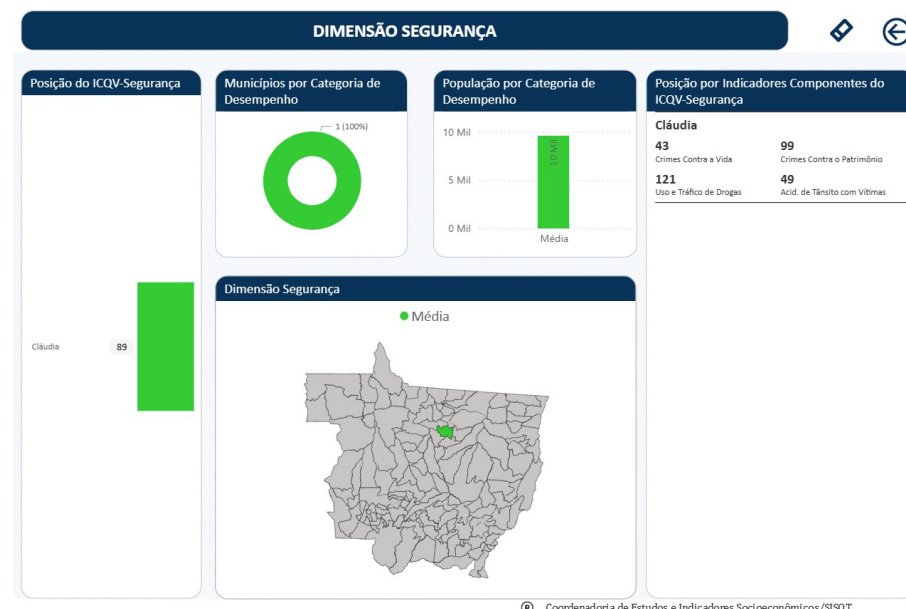 DIMENSÃO SEGURANÇA
Posição do ICQV-Segurança
Cláudia
89
Municípios por Categoria de
Desempenho
1 (100%)
População por Categoria de
Desempenho
10 Mil
5 Mil
0 Mil
10 Mil
Média
Posição por Indicadores Componentes do
ICQV-Segurança
Cláudia
43 99
Crimes Contra a Vida Crimes Contra o Patrimônio
121 49
Uso e Tráfico de Drogas Acid. de Tânsito com Vítimas
Dimensão Segurança
Média
R Coordenadoria de Estudos e Indicadores Socioeconômicos/SISOT